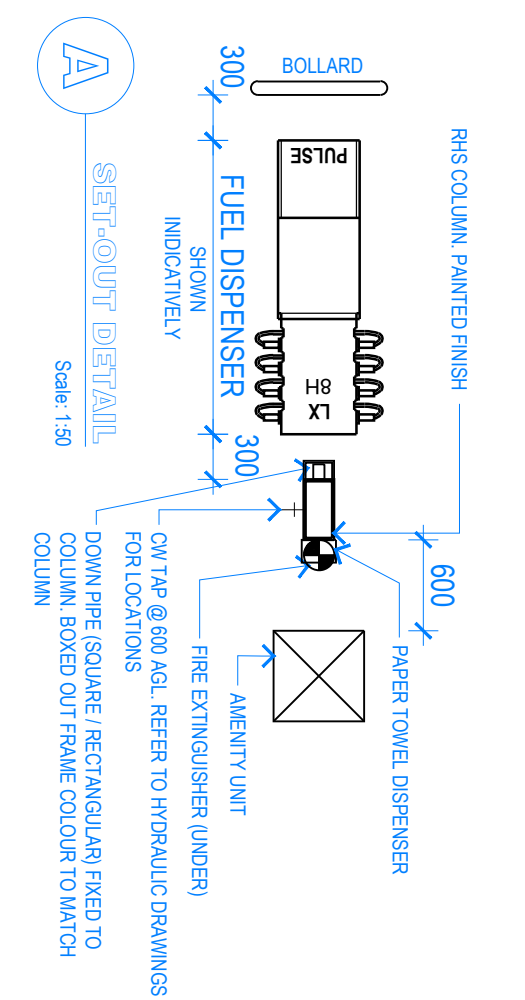 BOLLARD
300
PULSE
RHS COLUMN. PAINTED FINISH
FUEL DISPENSER
SHOWN
INIDICATIVELY
LX
8H
300
600
PAPER TOWEL DISPENSER
AMENITY UNIT
FIRE EXTINGUISHER (UNDER)
CW TAP @ 600 AGL. REFER TO HYDRAULIC DRAWINGS
FOR LOCATIONS
DOWN PIPE (SQUARE / RECTANGULAR) FIXED TO
COLUMN. BOXED OUT FRAME COLOUR TO MATCH
COLUMN
A
SET-OUT DETAIL
Scale: 1:50